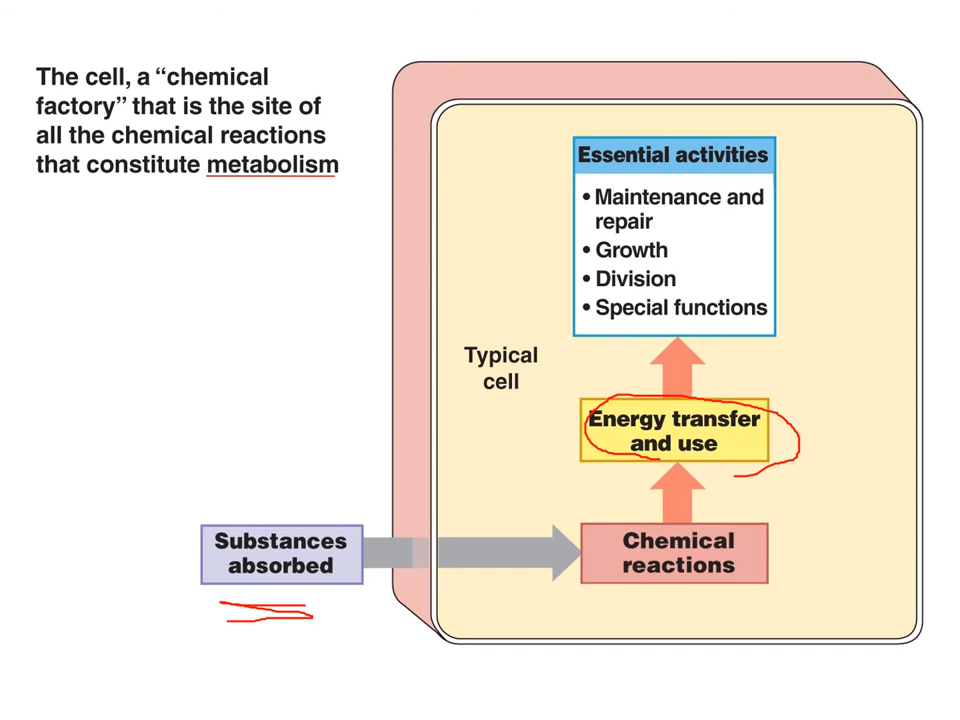 The cell, a “chemical
factory” that is the site of
all the chemical reactions
that constitute metabolism
Essential activities
• Maintenance and
repair
• Growth
• Division
• Special functions
Typical
cell
Energy transfer
and use
Substances
absorbed
Chemical
reactions